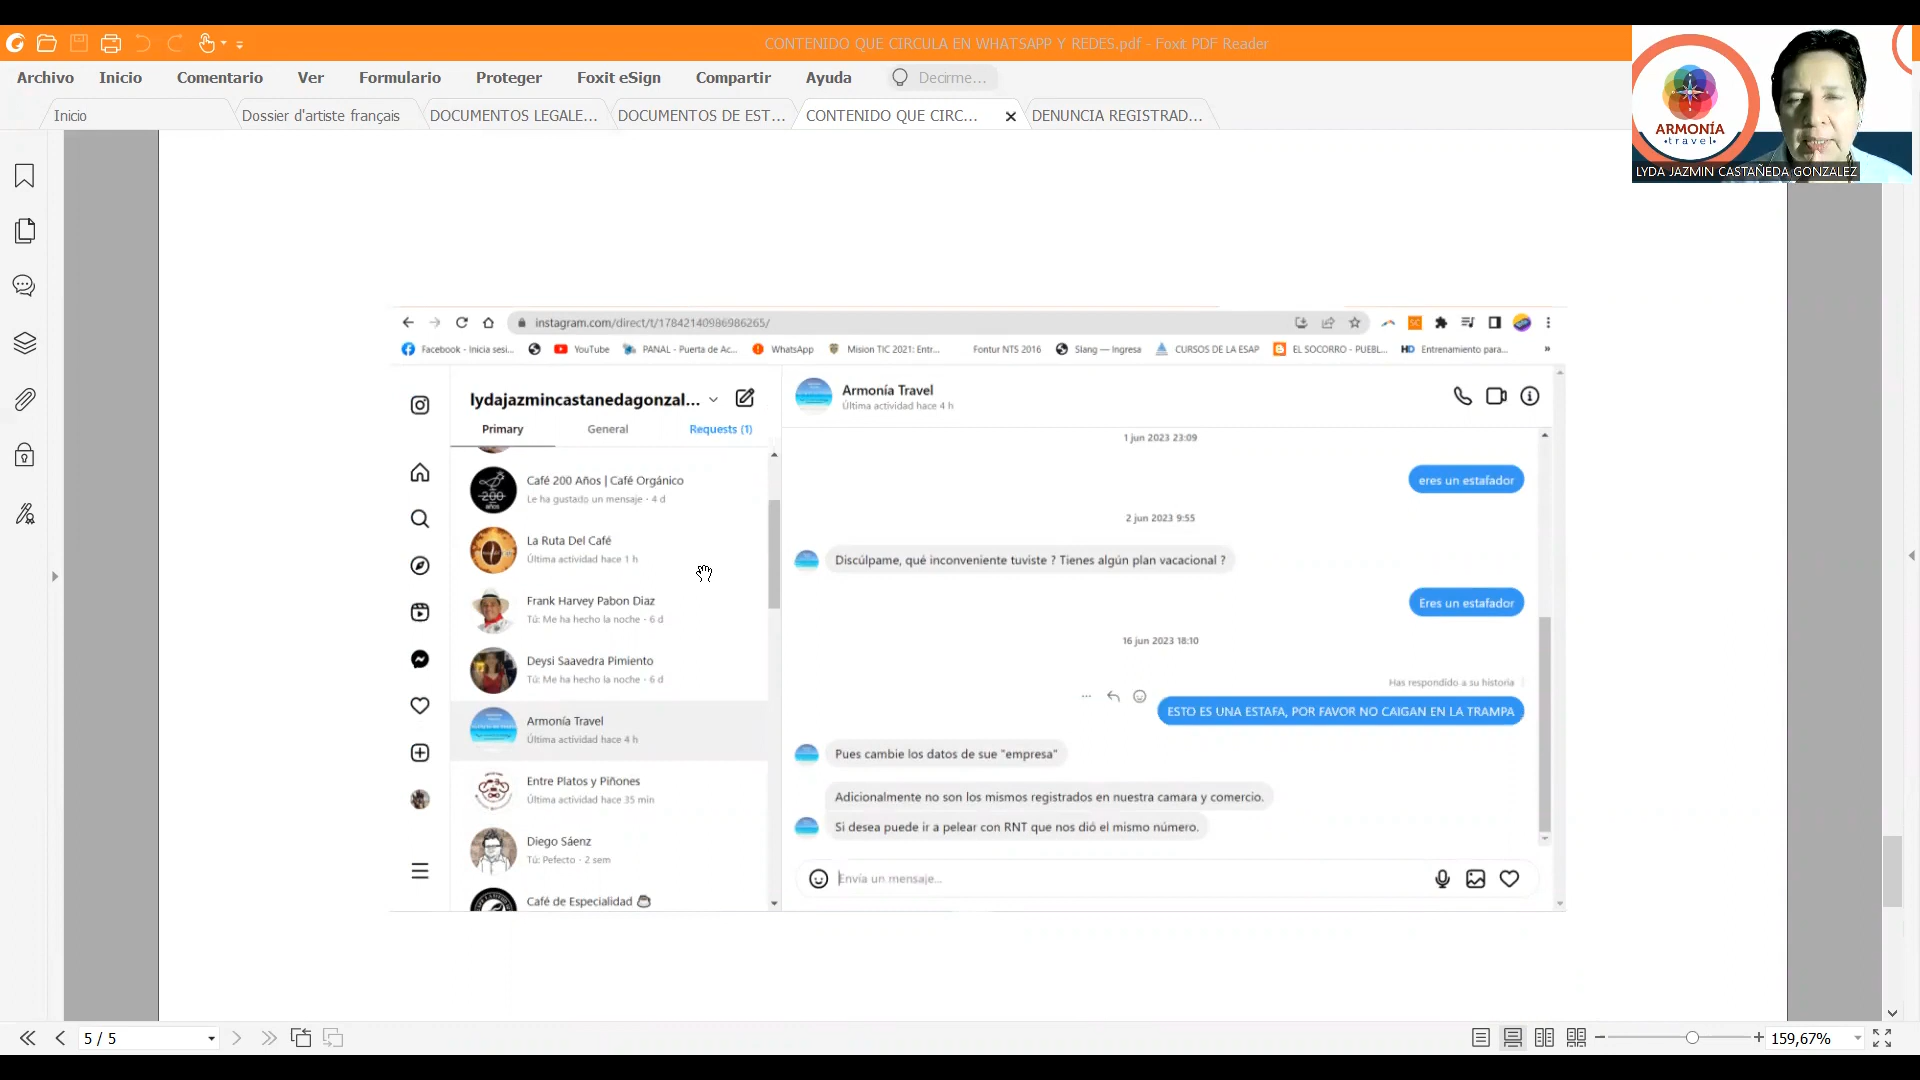 CONTENIDO QUE CIRCULA EN WHATSAPP Y REDES.pdf - Foxit PDF Reader
Archivo Inicio Comentario Ver Formulario Proteger Foxit eSign Compartir Ayuda Decirme...
Inicio Dossier d'artiste français DOCUMENTOS LEGALE... DOCUMENTOS DE EST... CONTENIDO QUE CIRC... DENUNCIA REGISTRAD...
ARMONÍA
travel
LYDA JAZMIN CASTAÑEDA GONZALEZ
instagram.com/direct/t/17842140986986265/
Facebook - Inicia sesi... YouTube PANAL - Puerta de Ac... WhatsApp Mision TIC 2021: Entr... Fontur NTS 2016 Slang — Ingresa CURSOS DE LA ESAP EL SOCORRO - PUEBL... HD Entrenamiento para... »
lydajazmincastanedagonzal...
Primary General Requests (1)
Café 200 Años | Café Orgánico
Le ha gustado un mensaje · 4 d
200
años
La Ruta Del Café
Última actividad hace 1 h
Frank Harvey Pabon Diaz
Tú: Me ha hecho la noche · 6 d
Deysi Saavedra Pimiento
Tú: Me ha hecho la noche · 6 d
Armonía Travel
Última actividad hace 4 h
Entre Platos y Piñones
Última actividad hace 35 min
Diego Sáenz
Tú: Pefecto · 2 sem
Café de Especialidad
Armonía Travel
Última actividad hace 4 h
1 jun 2023 23:09
eres un estafador
2 jun 2023 9:55
Discúlpame, qué inconveniente tuviste ? Tienes algún plan vacacional ?
Eres un estafador
16 jun 2023 18:10
Has respondido a su historia
ESTO ES UNA ESTAFA, POR FAVOR NO CAIGAN EN LA TRAMPA
Pues cambie los datos de sue "empresa"
Adicionalmente no son los mismos registrados en nuestra camara y comercio.
Si desea puede ir a pelear con RNT que nos dió el mismo número.
Envía un mensaje...
5 / 5
159,67%